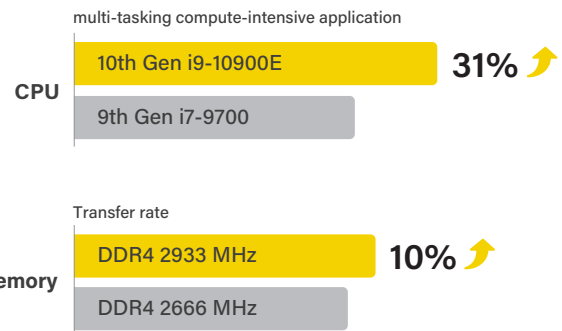 multi-tasking compute-intensive application
10th Gen i9-10900E
31%
CPU
9th Gen i7-9700
Transfer rate
DDR4 2933 MHz
10%
emory
DDR4 2666 MHz